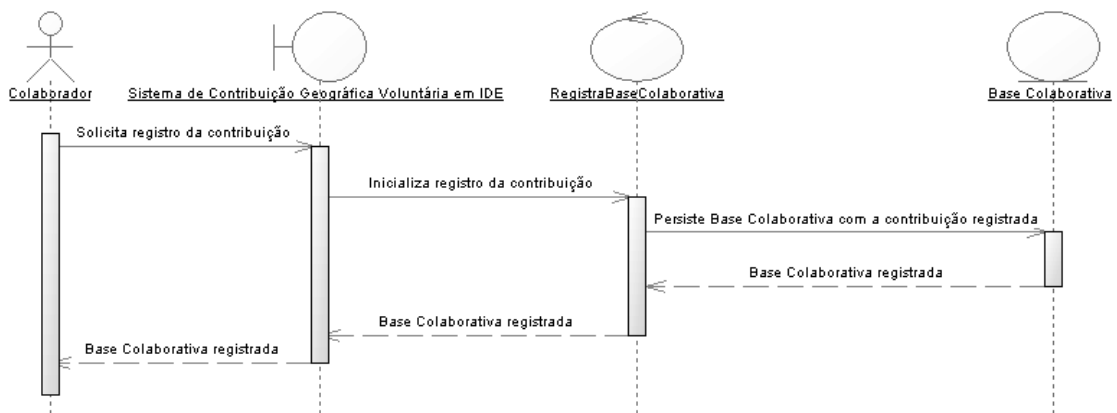 Colaborador
Sistema de Contribuição Geográfica Voluntária em IDE
RegistraBaseColaborativa
Base Colaborativa
Solicita registro da contribuição
Inicializa registro da contribuição
Persiste Base Colaborativa com a contribuição registrada
Base Colaborativa registrada
Base Colaborativa registrada
Base Colaborativa registrada